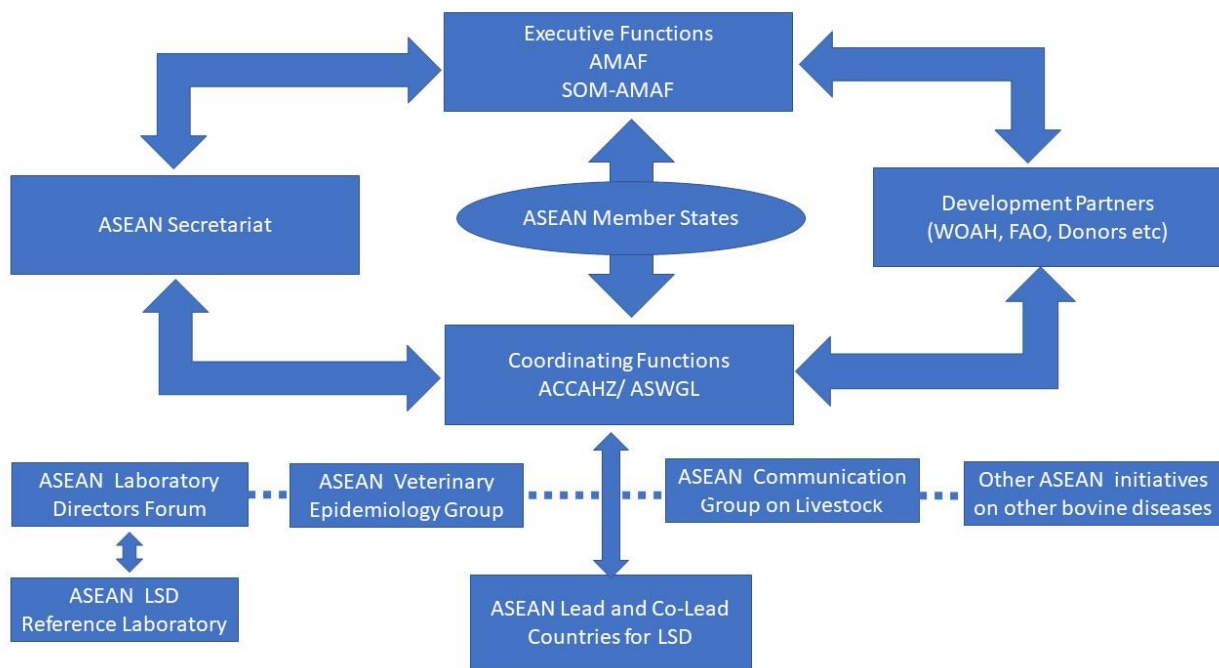 Executive Functions
AMAF
SOM-AMAF
ASEAN Secretariat
ASEAN Member States
Development Partners
(WOAH, FAO, Donors etc)
Coordinating Functions
ACCAHZ/ ASWGL
ASEAN Laboratory
Directors Forum
ASEAN Veterinary
Epidemiology Group
ASEAN Communication
Group on Livestock
Other ASEAN initiatives
on other bovine diseases
ASEAN LSD
Reference Laboratory
ASEAN Lead and Co-Lead
Countries for LSD